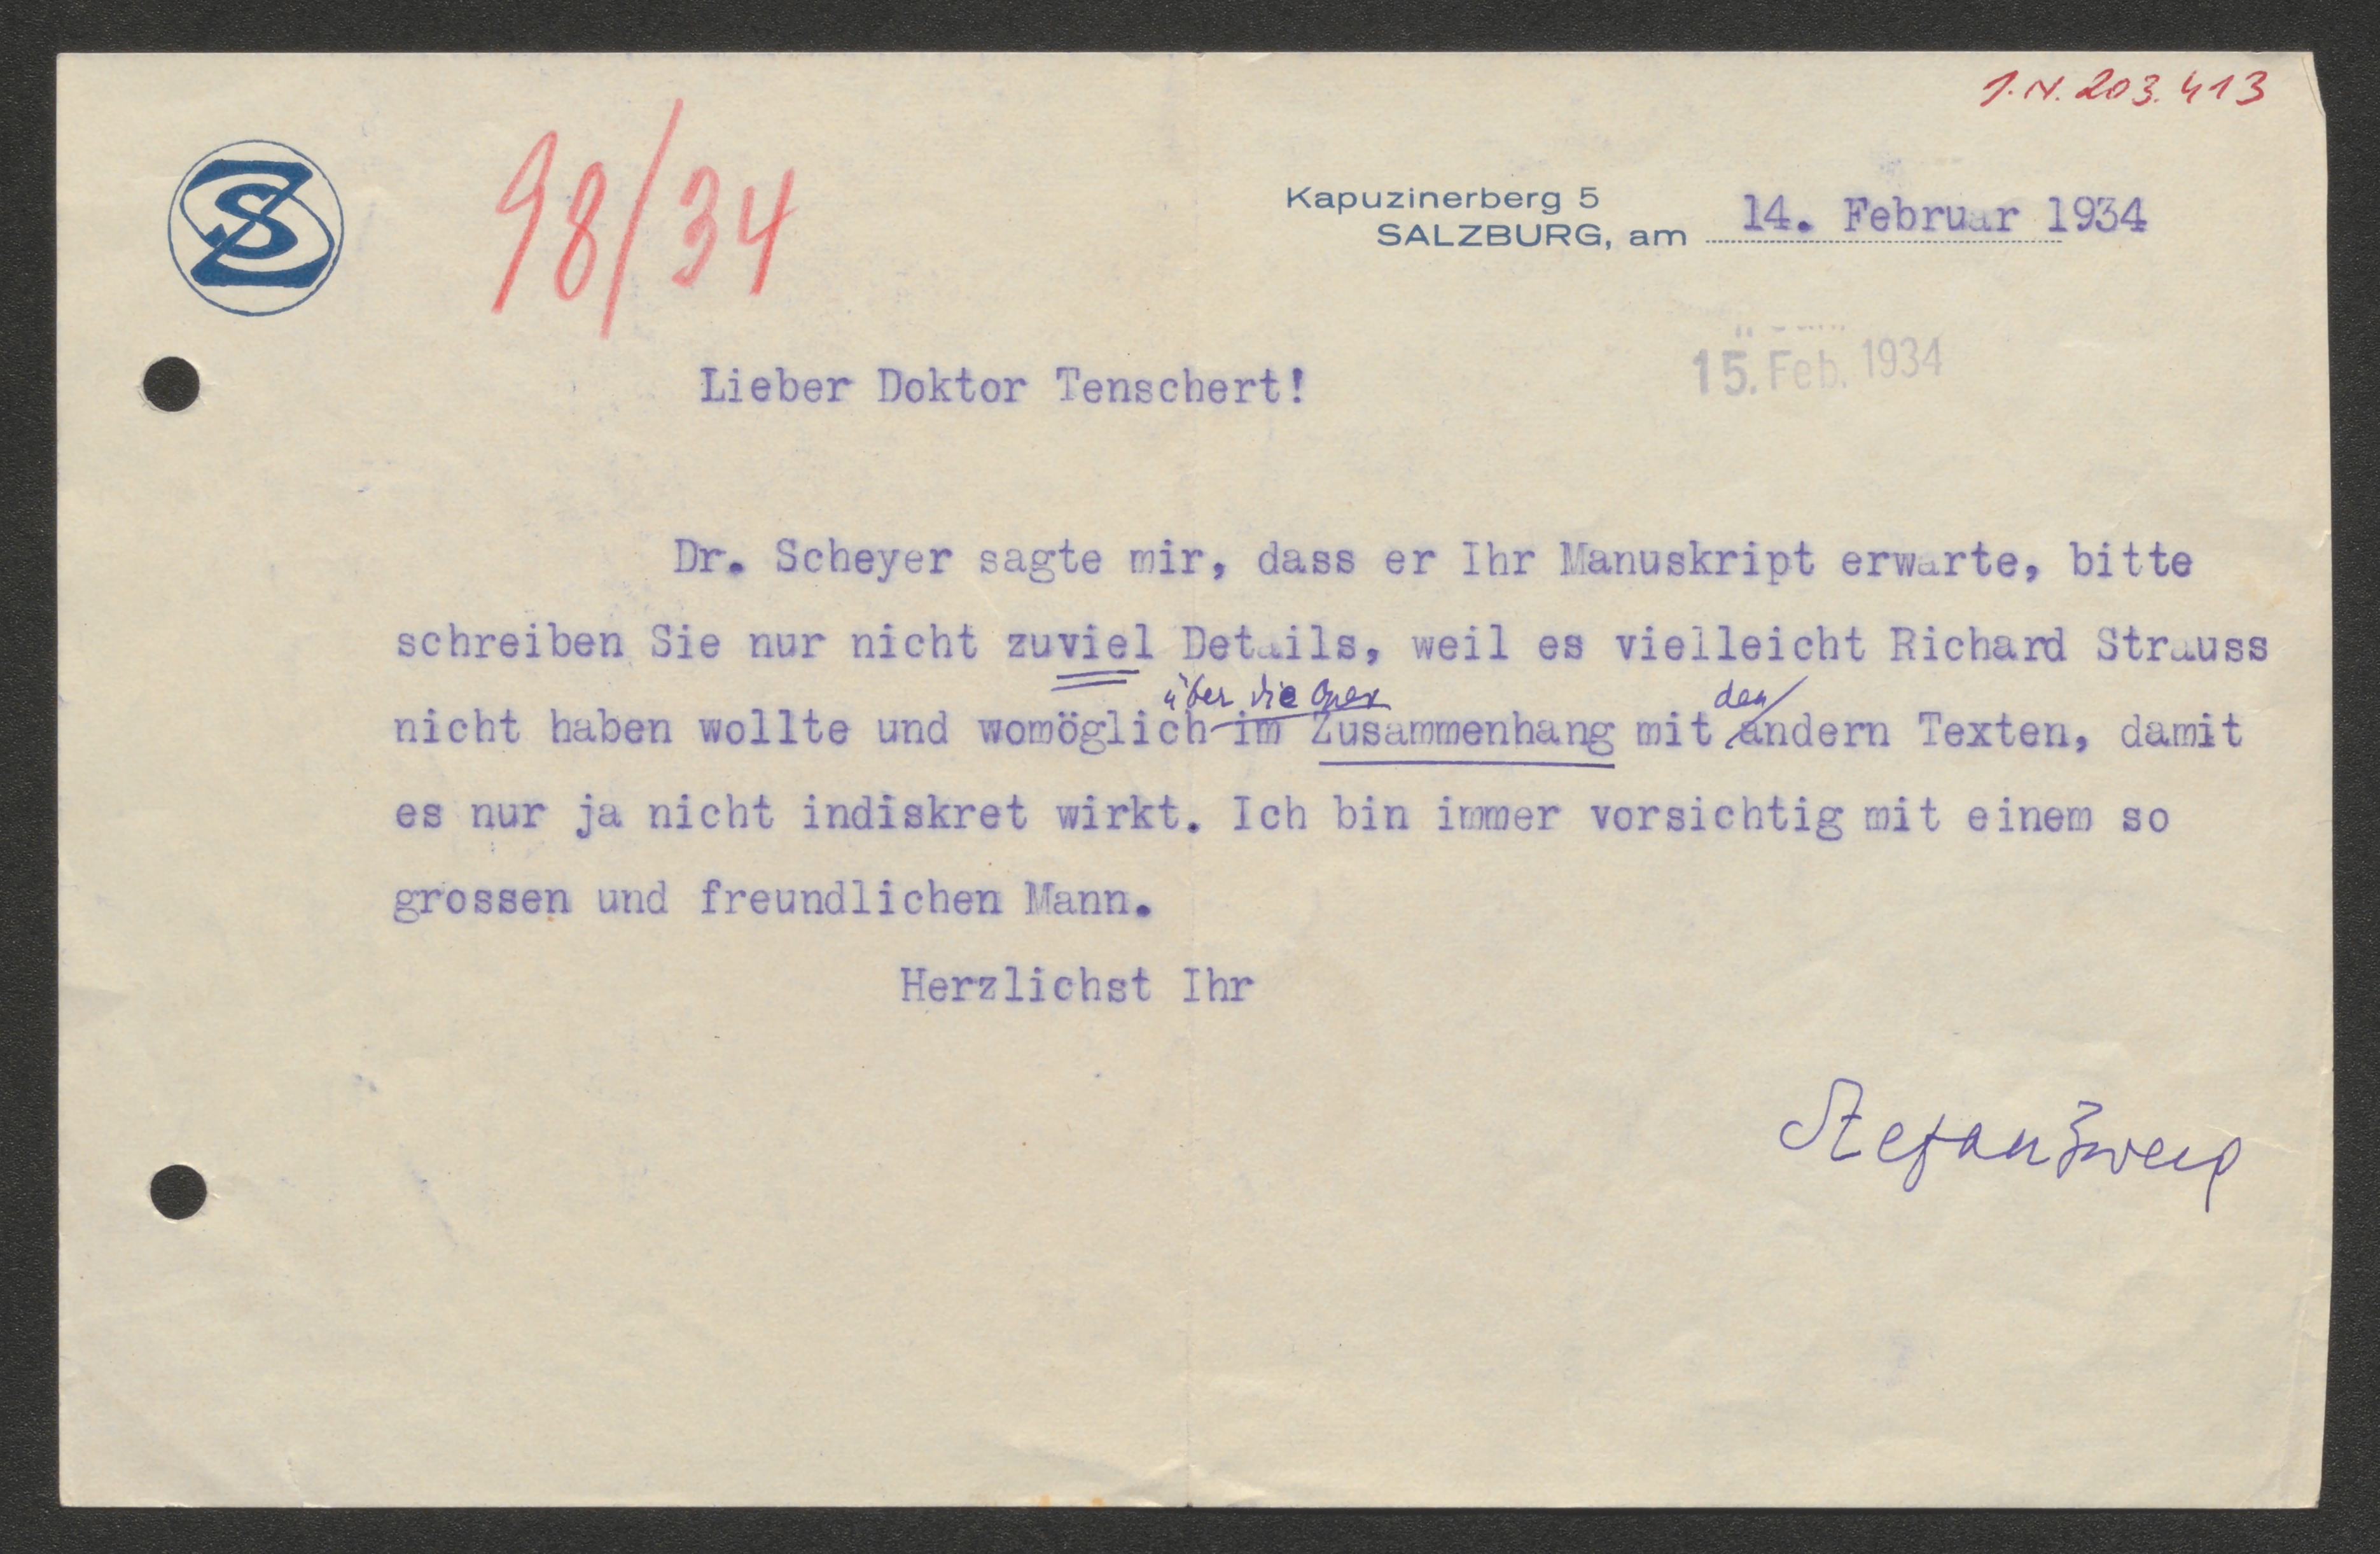 I.N. 203.413
SZ
98/34
Kapuzinerberg 5
SALZBURG, am 14. Februar 1934
15. Feb. 1934
Lieber Doktor Tenschert!
Dr. Scheyer sagte mir, dass er Ihr Manuskript erwarte, bitte
schreiben Sie nur nicht zuviel Details, weil es vielleicht Richard Strauss
über die Oper den
nicht haben wollte und womöglich im Zusammenhang mit andern Texten, damit
es nur ja nicht indiskret wirkt. Ich bin immer vorsichtig mit einem so
grossen und freundlichen Mann.
Herzlichst Ihr
Stefan Zweig